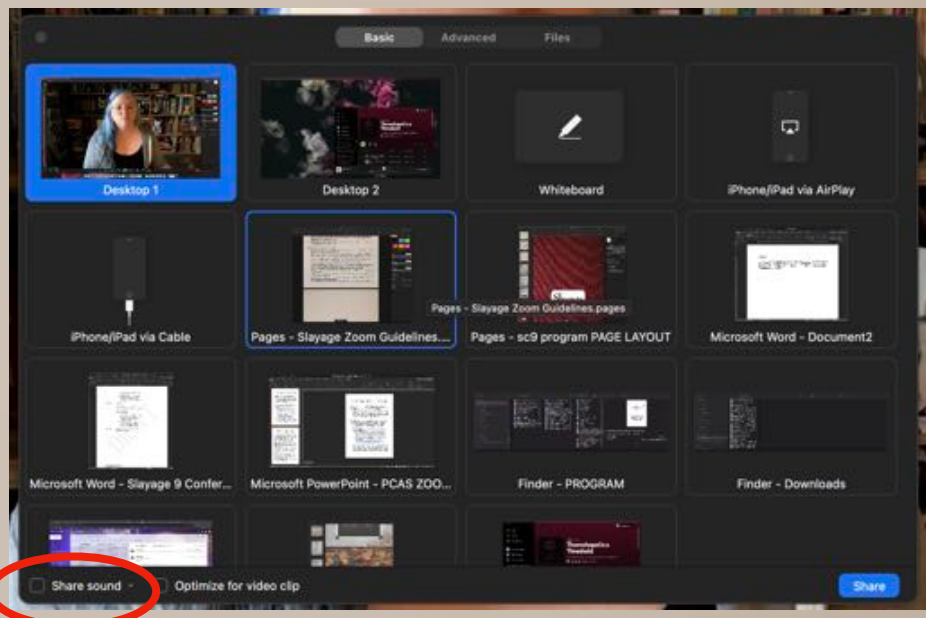 Basic Advanced Files
Desktop 1 Desktop 2 Whiteboard iPhone/iPad via AirPlay
Pages - Slayage Zoom Guidelines.pages
iPhone/iPad via Cable Pages - Slayage Zoom Guidelines.... Pages - sc9 program PAGE LAYOUT Microsoft Word - Document2
Microsoft Word - Slayage 9 Confer... Microsoft PowerPoint - PCAS ZOO... Finder - PROGRAM Finder - Downloads
Share sound Optimize for video clip Share